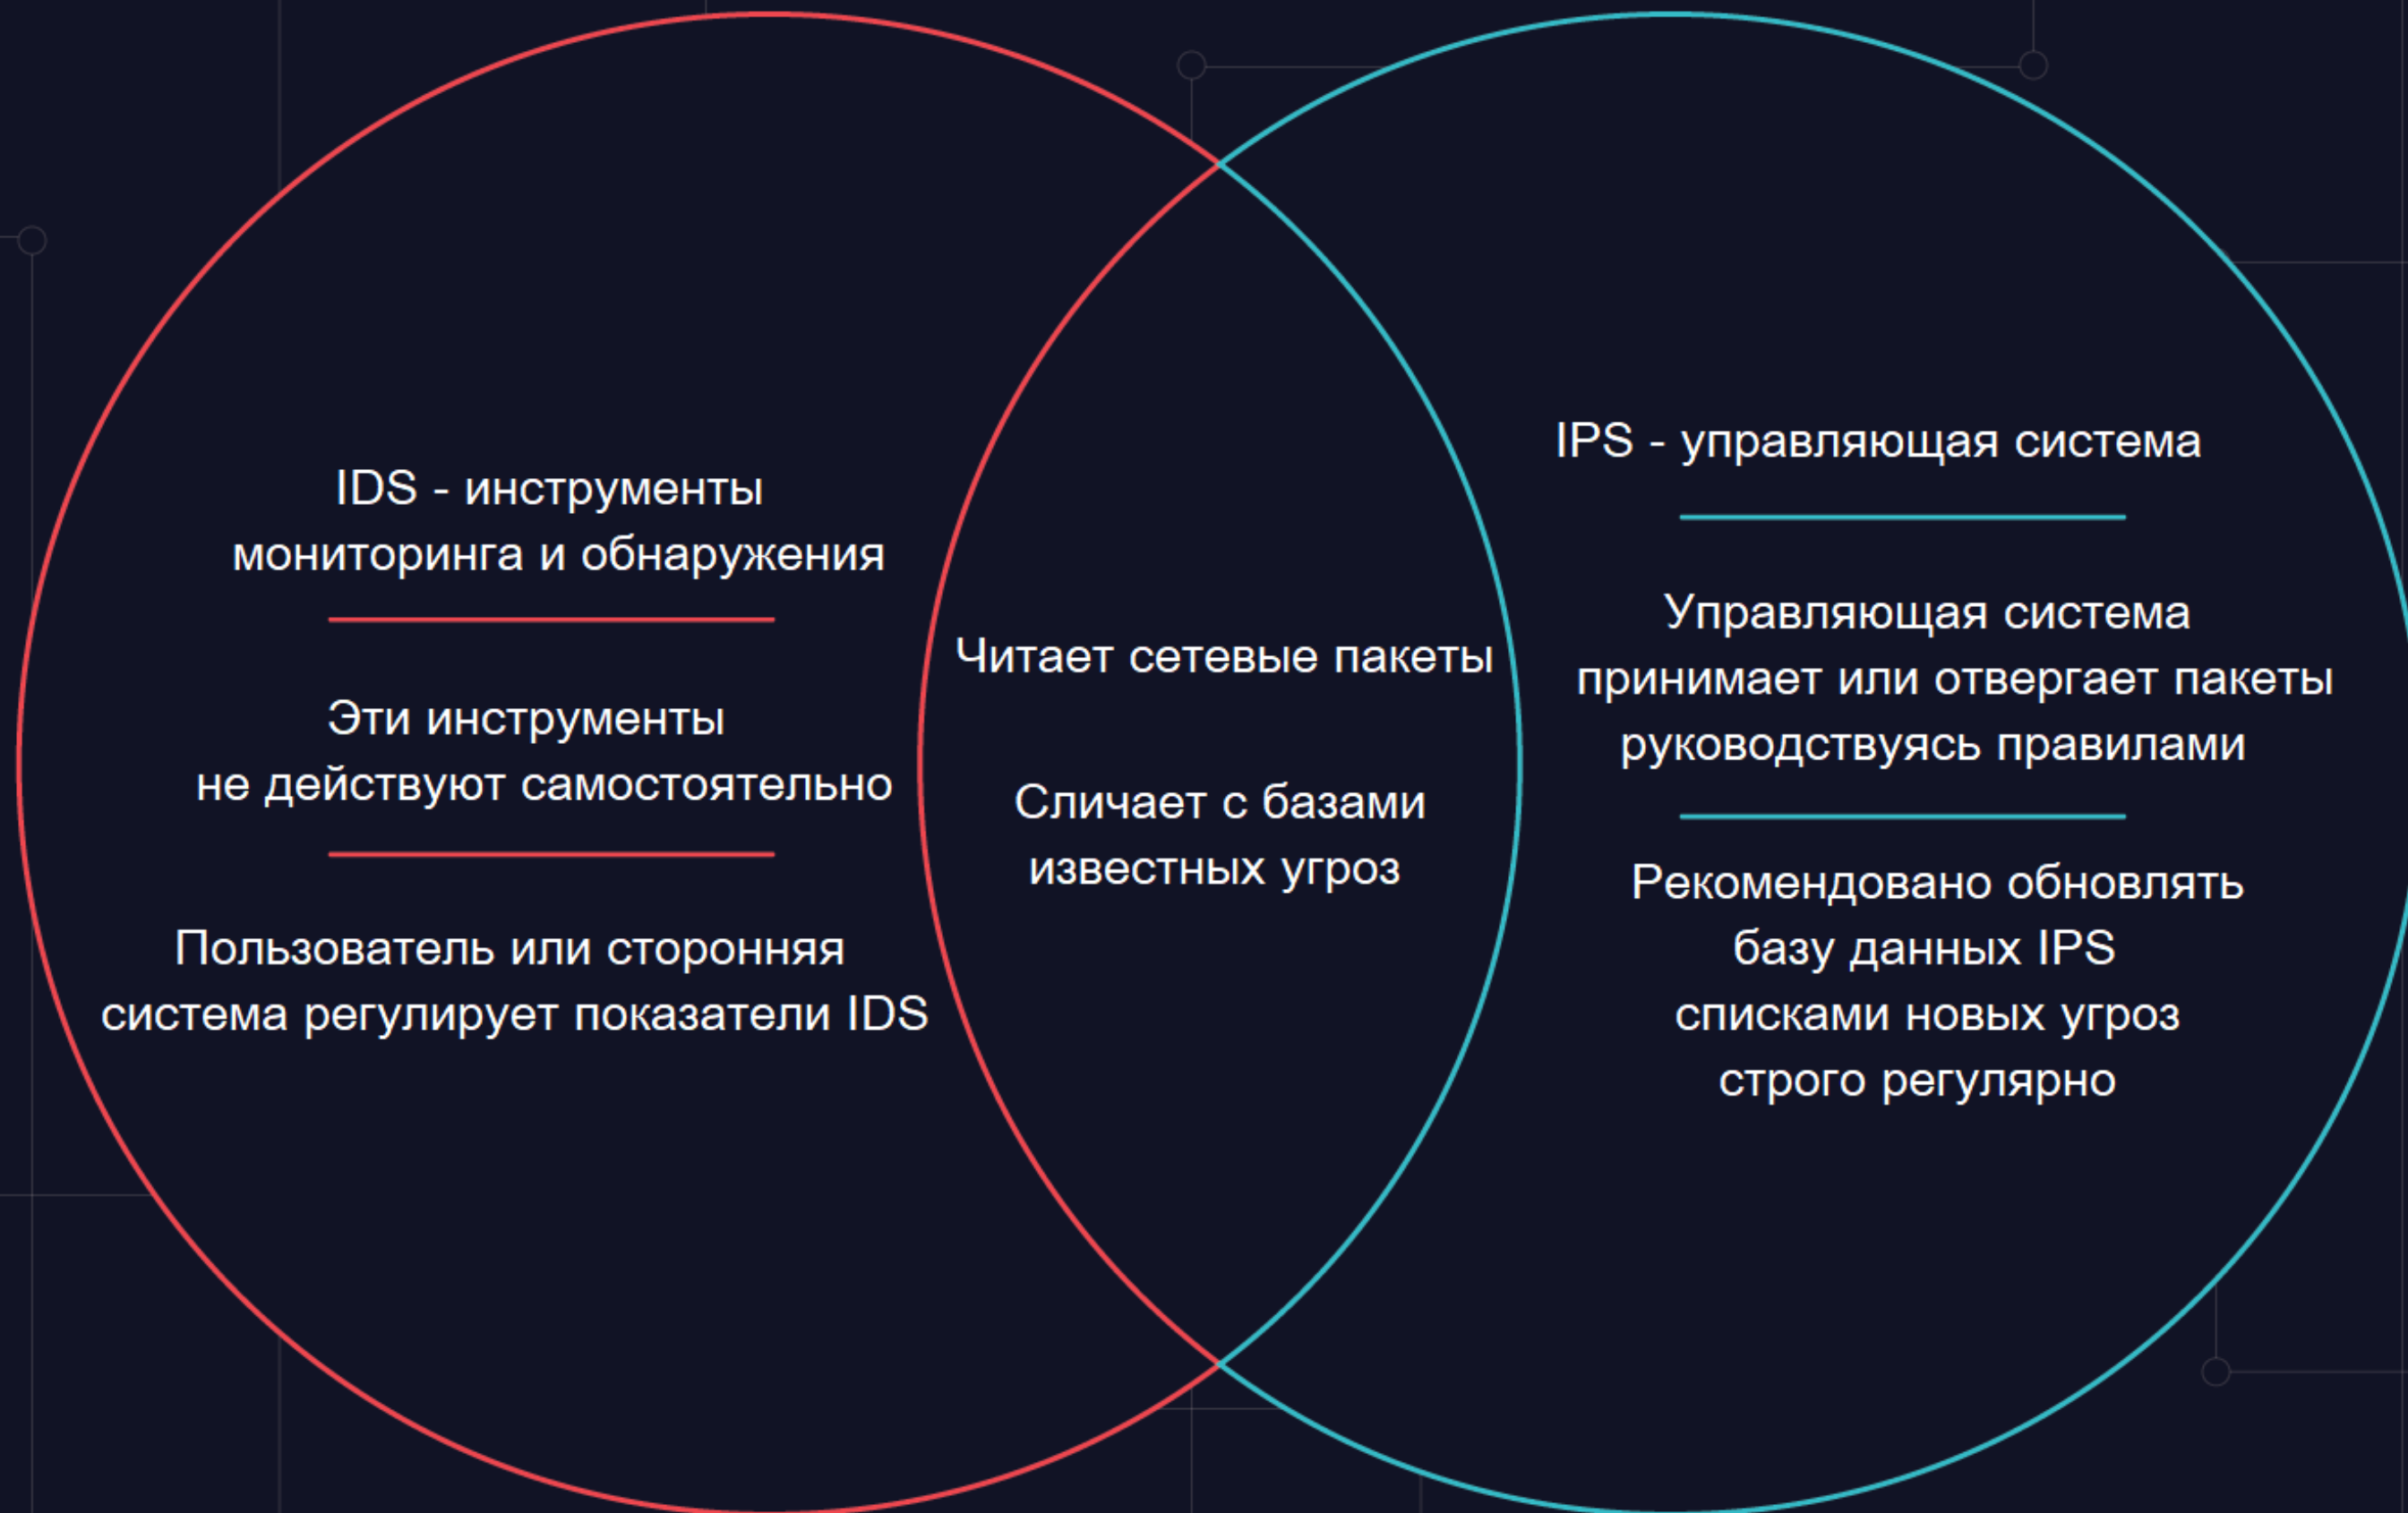 IDS - инструменты
мониторинга и обнаружения
Эти инструменты
не действуют самостоятельно
Пользователь или сторонняя
система регулирует показатели IDS
Читает сетевые пакеты
Сличает с базами
известных угроз
IPS - управляющая система
Управляющая система
принимает или отвергает пакеты
руководствуясь правилами
Рекомендовано обновлять
базу данных IPS
списками новых угроз
строго регулярно